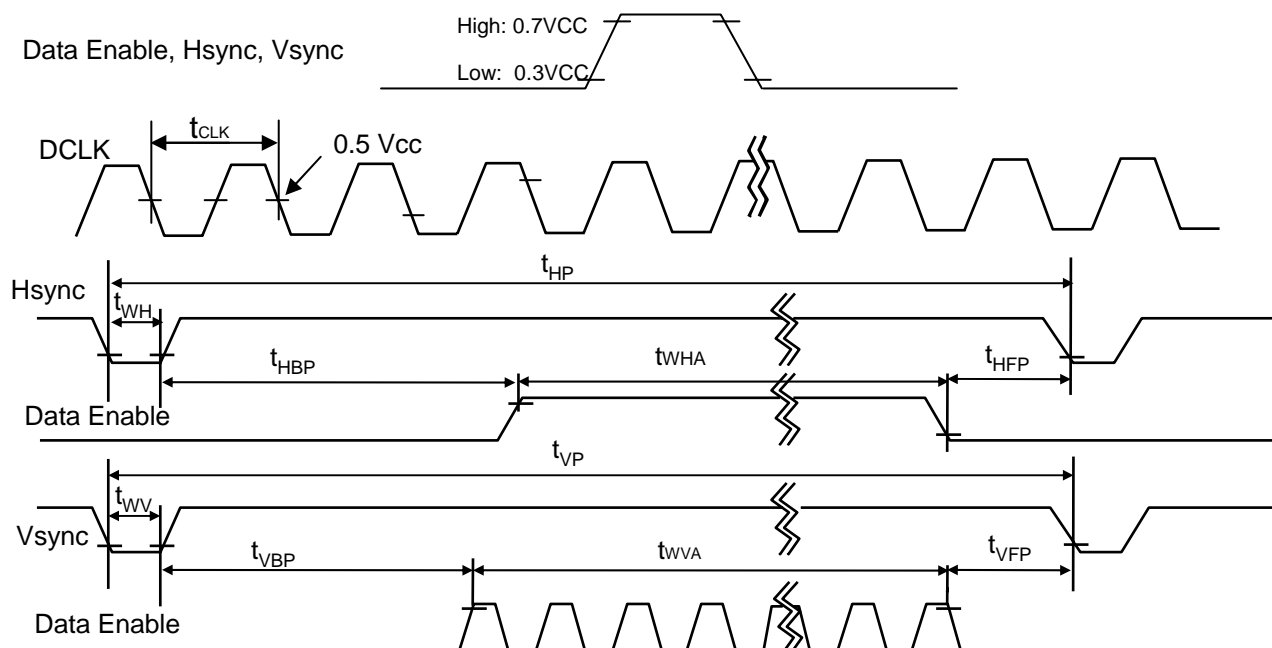 High: 0.7VCC
Data Enable, Hsync, Vsync
Low: 0.3VCC
tCLK
DCLK
0.5 Vcc
tHP
Hsync
tWH
tHBP
tWHA
tHFP
Data Enable
tVP
tWV
Vsync
tVBP
tWVA
tVFP
Data Enable